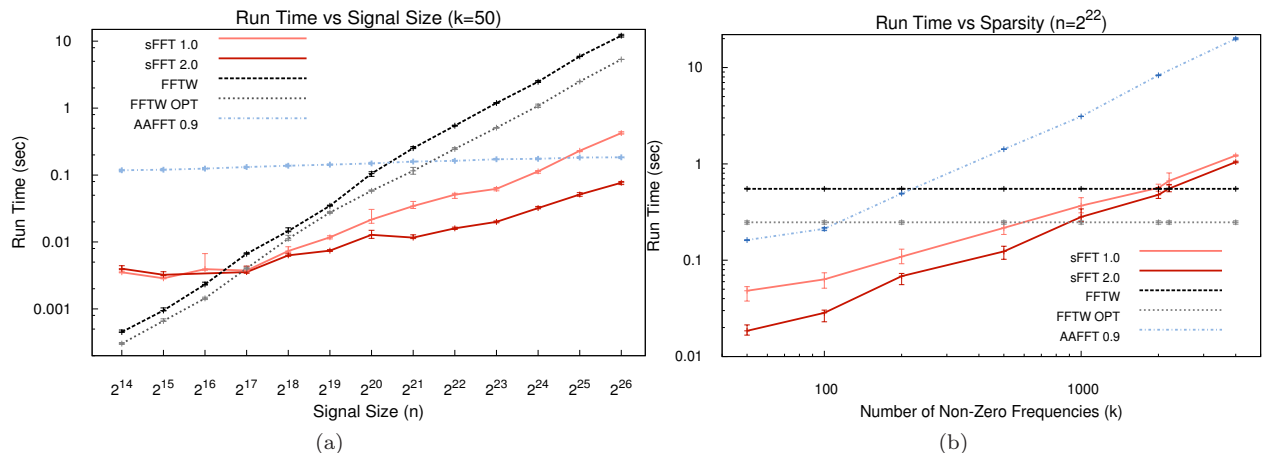 Run Time vs Signal Size (k=50)
10
1
0.1
0.01
0.001
Run Time (sec)
sFFT 1.0
sFFT 2.0
FFTW
FFTW OPT
AAFFT 0.9
2^14 2^15 2^16 2^17 2^18 2^19 2^20 2^21 2^22 2^23 2^24 2^25 2^26
Signal Size (n)
(a)
Run Time vs Sparsity (n=2^22)
10
1
0.1
0.01
Run Time (sec)
sFFT 1.0
sFFT 2.0
FFTW
FFTW OPT
AAFFT 0.9
100 1000
Number of Non-Zero Frequencies (k)
(b)